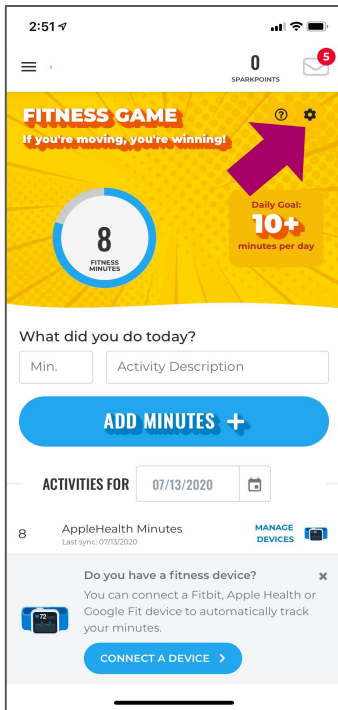 2:51
0
SPARKPOINTS
5
FITNESS GAME
If you're moving, you're winning!
Daily Goal:
10+
minutes per day
8
FITNESS
MINUTES
What did you do today?
Min.
Activity Description
ADD MINUTES +
ACTIVITIES FOR
07/13/2020
8
AppleHealth Minutes
Last sync: 07/13/2020
MANAGE
DEVICES
Do you have a fitness device?
You can connect a Fitbit, Apple Health or
Google Fit device to automatically track
your minutes.
72
CONNECT A DEVICE